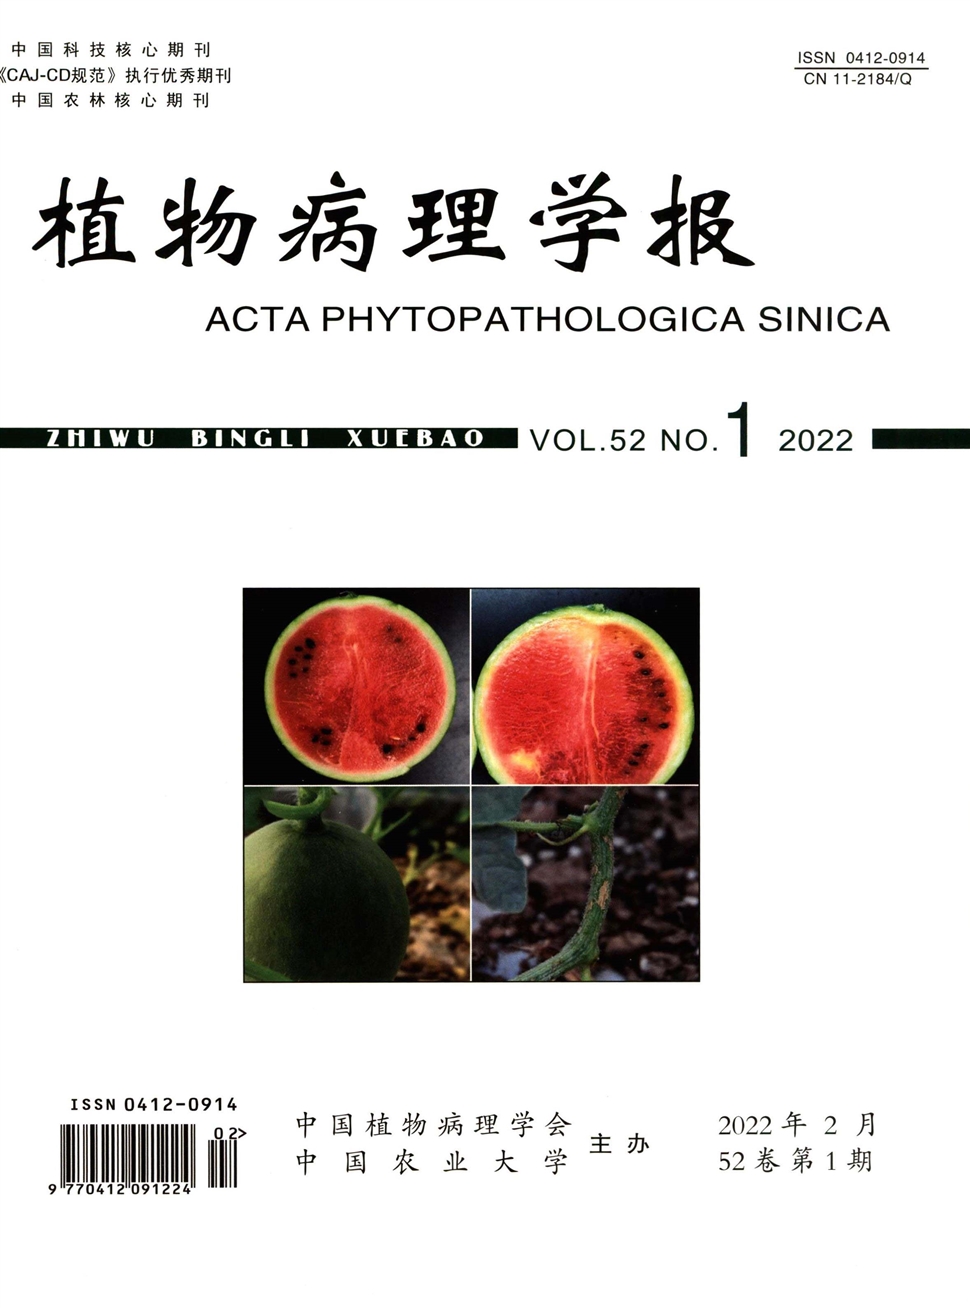 中国科技核心期刊
《CAJ-CD规范》执行优秀期刊
中国农林核心期刊
ISSN 0412-0914
CN 11-2184/Q
植物病理学报
ACTA PHYTOPATHOLOGICA SINICA
ZHIWU BINGLI XUEBAO VOL.52 NO.1 2022
ISSN 0412-0914
02>
9 770412 091224
中国植物病理学会
中国农业大学
主办
2022年2月
52卷第1期